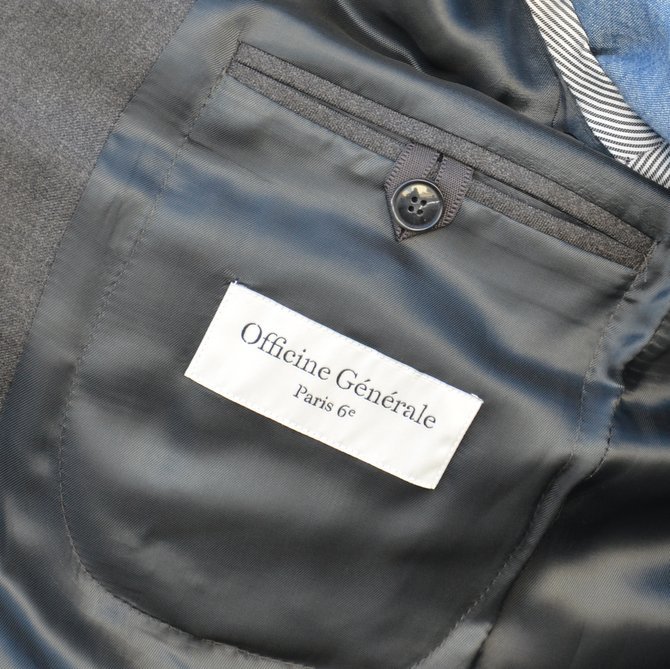 Officine Générale
Paris 6ᵉ